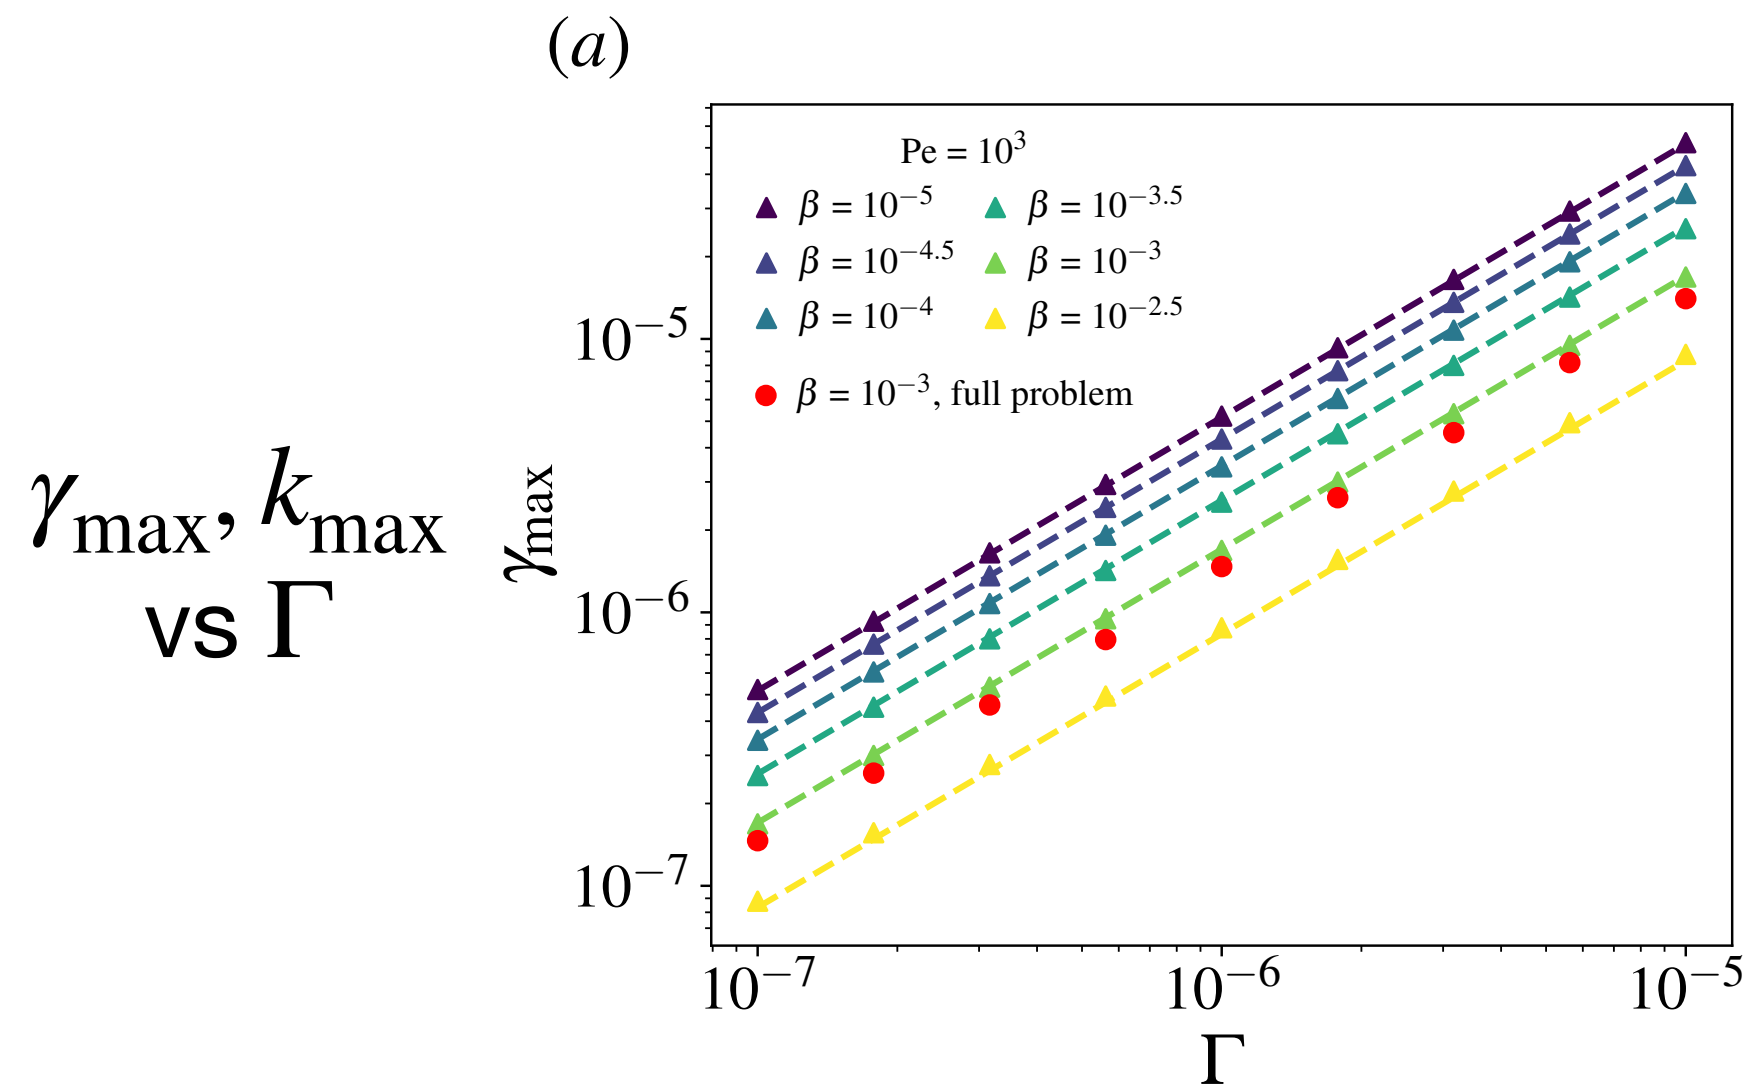 (a)
γmax, kmax
vs Γ
γmax
10⁻⁵
10⁻⁶
10⁻⁷
Pe = 10³
β = 10⁻⁵
β = 10⁻³·⁵
β = 10⁻⁴·⁵
β = 10⁻³
β = 10⁻⁴
β = 10⁻²·⁵
β = 10⁻³, full problem
10⁻⁷
10⁻⁶
10⁻⁵
Γ